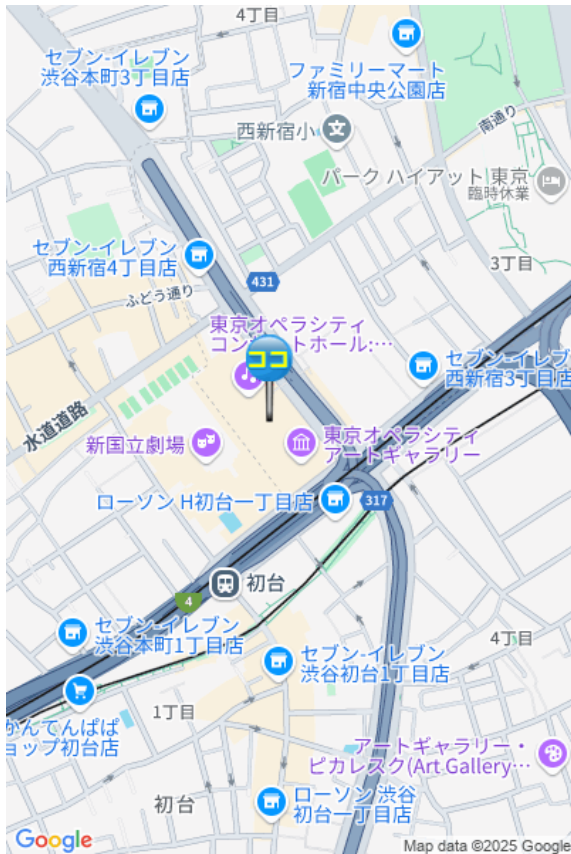 4丁目
セブン-イレブン
渋谷本町3丁目店
ファミリーマート
新宿中央公園店
西新宿小
文
南通り
パーク ハイアット 東京
臨時休業
セブン-イレブン
西新宿4丁目店
3丁目
431
ふどう通り
東京オペラシティ
コン
トホール:…
ココ
セブン-イレブ
西新宿3丁目店
水道道路
新国立劇場
東京オペラシティ
アートギャラリー
ローソン H初台一丁目店
317
初台
4
セブン-イレブン
渋谷本町1丁目店
セブン-イレブン
渋谷初台1丁目店
4丁目
かんてんぱぱ
ョップ初台店
1丁目
アートギャラリー・
ピカレスク(Art Gallery…
初台
ローソン 渋谷
初台一丁目店
Google
Map data ©2025 Google